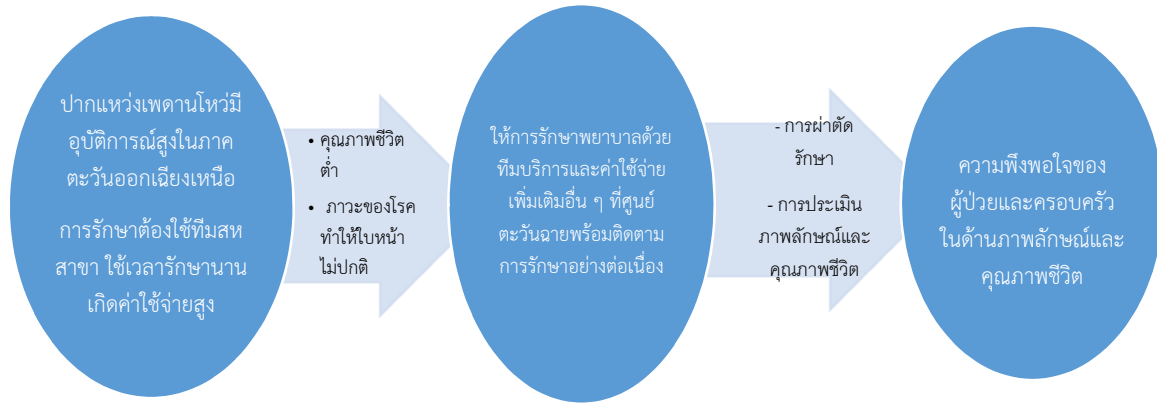 ปากแหว่งเพดานโหว่มี
อุบัติการณ์สูงในภาค
ตะวันออกเฉียงเหนือ
การรักษาต้องใช้ทีมสห
สาขา ใช้เวลารักษานาน
เกิดค่าใช้จ่ายสูง
• คุณภาพชีวิต
ต่ำ
• ภาวะของโรค
ทำให้ใบหน้า
ไม่ปกติ
ให้การรักษาพยาบาลด้วย
ทีมบริการและค่าใช้จ่าย
เพิ่มเติมอื่น ๆ ที่ศูนย์
ตะวันฉายพร้อมติดตาม
การรักษาอย่างต่อเนื่อง
- การผ่าตัด
รักษา
- การประเมิน
ภาพลักษณ์และ
คุณภาพชีวิต
ความพึงพอใจของ
ผู้ป่วยและครอบครัว
ในด้านภาพลักษณ์และ
คุณภาพชีวิต